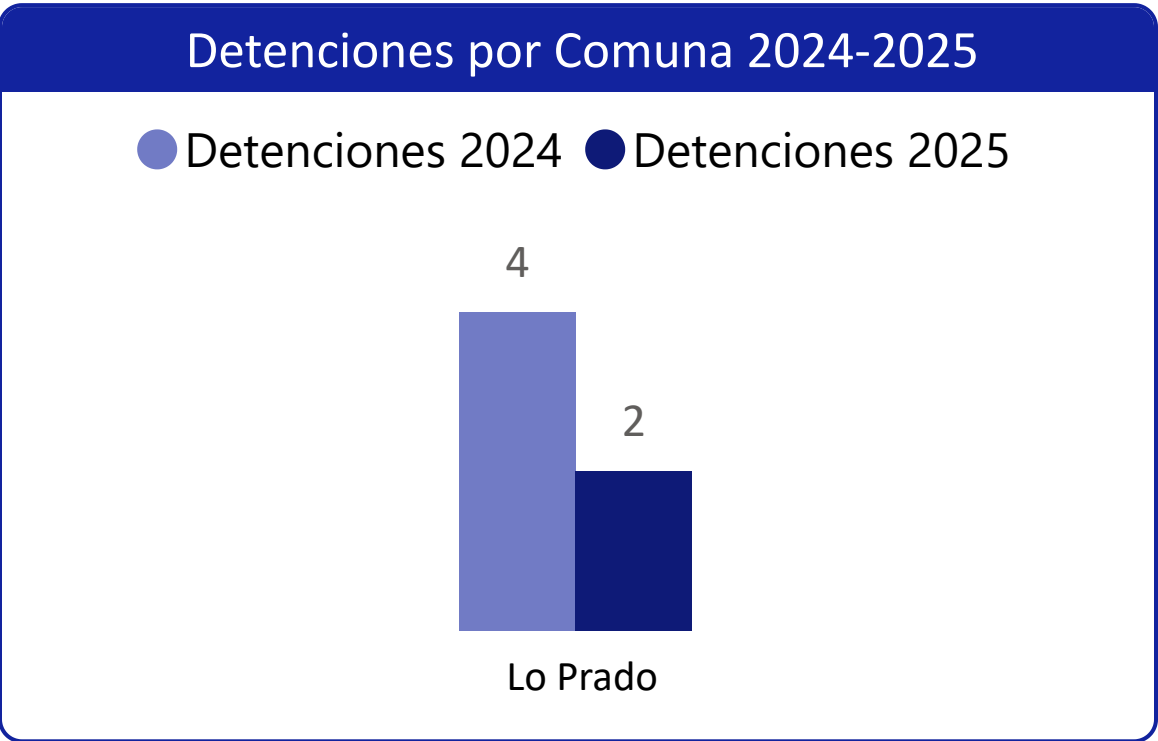 Detenciones por Comuna 2024-2025
Detenciones 2024 Detenciones 2025
4
2
Lo Prado